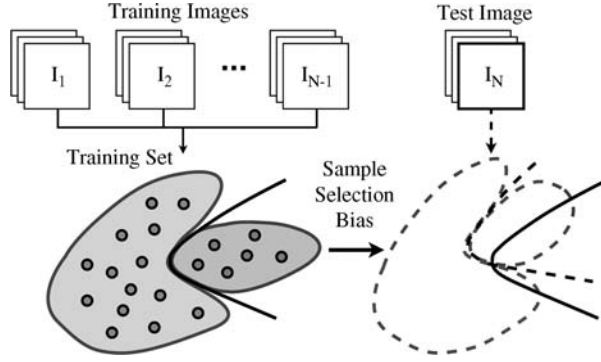 Training Images
Test Image
I1
I2
...
IN-1
IN
Training Set
Sample
Selection
Bias